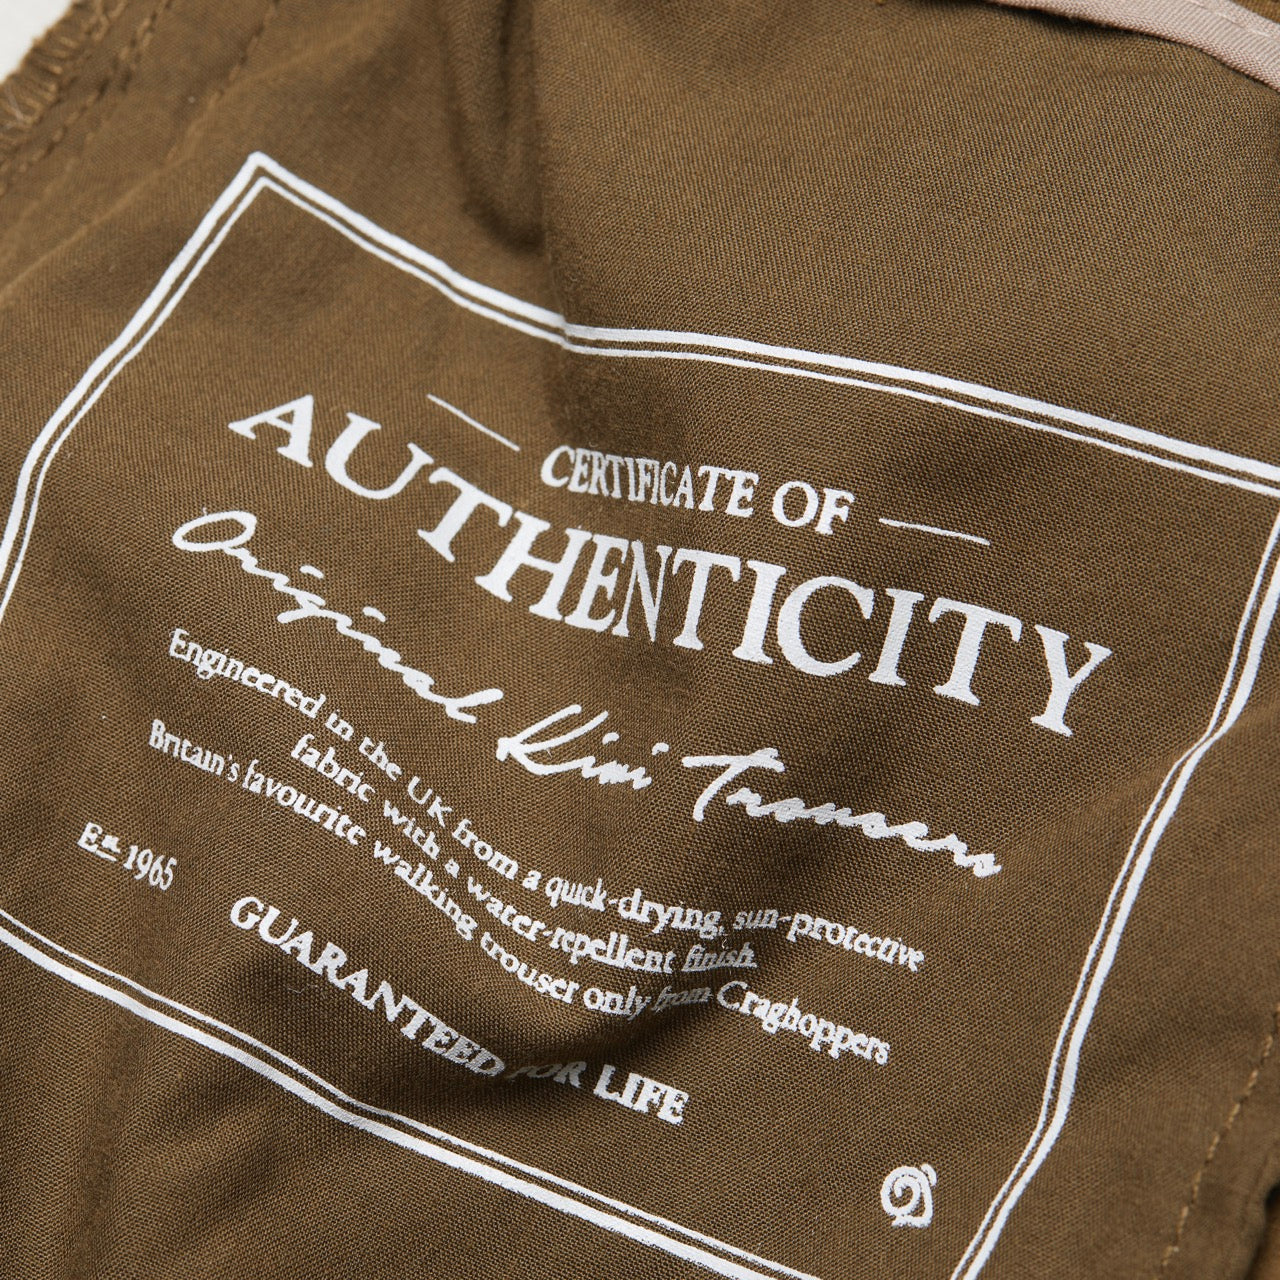 CERTIFICATE OF
AUTHENTICITY
Original Kiwi Trousers
Engineered in the UK from a quick-drying, sun-protective
fabric with a water-repellent finish
Britain's favourite walking trouser only from Craghoppers
Est 1965
GUARANTEED FOR LIFE